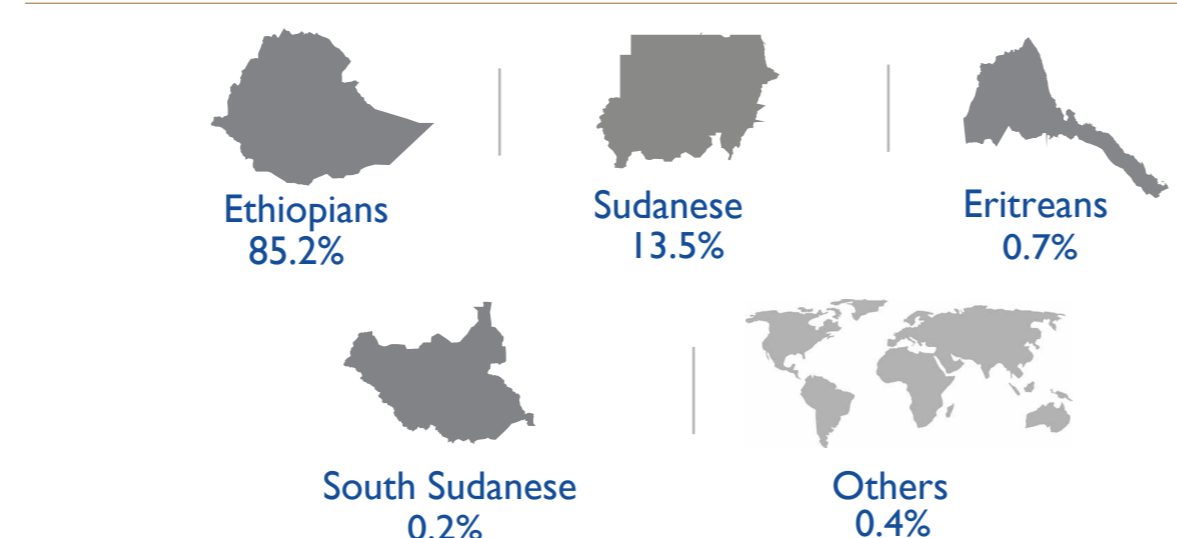 Ethiopians
85.2%
Sudanese
13.5%
Eritreans
0.7%
South Sudanese
0.2%
Others
0.4%